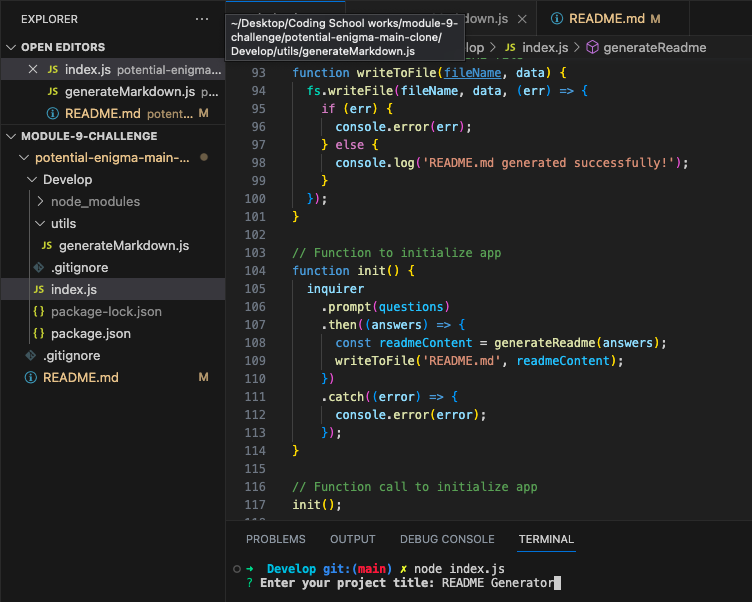 EXPLORER
OPEN EDITORS
index.js potential-enigma...
generateMarkdown.js p...
README.md potent... M
MODULE-9-CHALLENGE
potential-enigma-main-...
Develop
node_modules
utils
JS generateMarkdown.js
.gitignore
JS index.js
{} package-lock.json
{} package.json
.gitignore
README.md M
~/Desktop/Coding School works/module-9-
challenge/potential-enigma-main-clone/
Develop/utils/generateMarkdown.js
down.js
README.md M
lop > JS index.js > generateReadme
93 function writeToFile(fileName, data) {
94 fs.writeFile(fileName, data, (err) => {
95 if (err) {
96 console.error(err);
97 } else {
98 console.log('README.md generated successfully!');
99 }
100 });
101 }
102
103 // Function to initialize app
104 function init() {
105 inquirer
106 .prompt(questions)
107 .then((answers) => {
108 const readmeContent = generateReadme(answers);
109 writeToFile('README.md', readmeContent);
110 })
111 .catch((error) => {
112 console.error(error);
113 });
114 }
115
116 // Function call to initialize app
117 init();
PROBLEMS OUTPUT DEBUG CONSOLE TERMINAL
➜ Develop git:(main) ✗ node index.js
? Enter your project title: README Generator